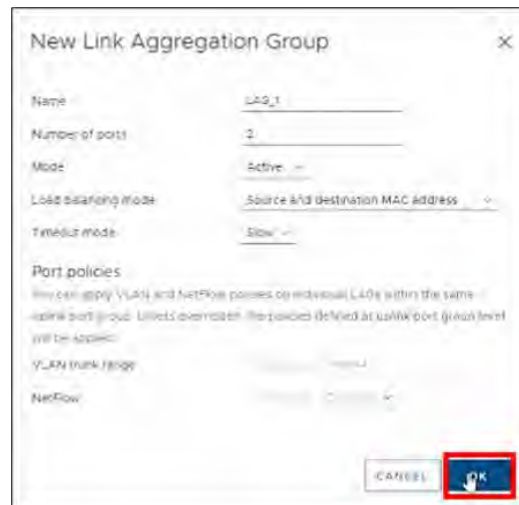 New Link Aggregation Group
Name LAG_1
Number of ports 2
Mode Active
Load balancing mode Source and destination MAC address
Timeout mode Slow
Port policies
You can apply VLAN and NetFlow policies on individual LAGs within the same
uplink port group. Unless overridden, the policies defined at uplink port group level
will be applied.
VLAN trunk range
NetFlow
CANCEL OK